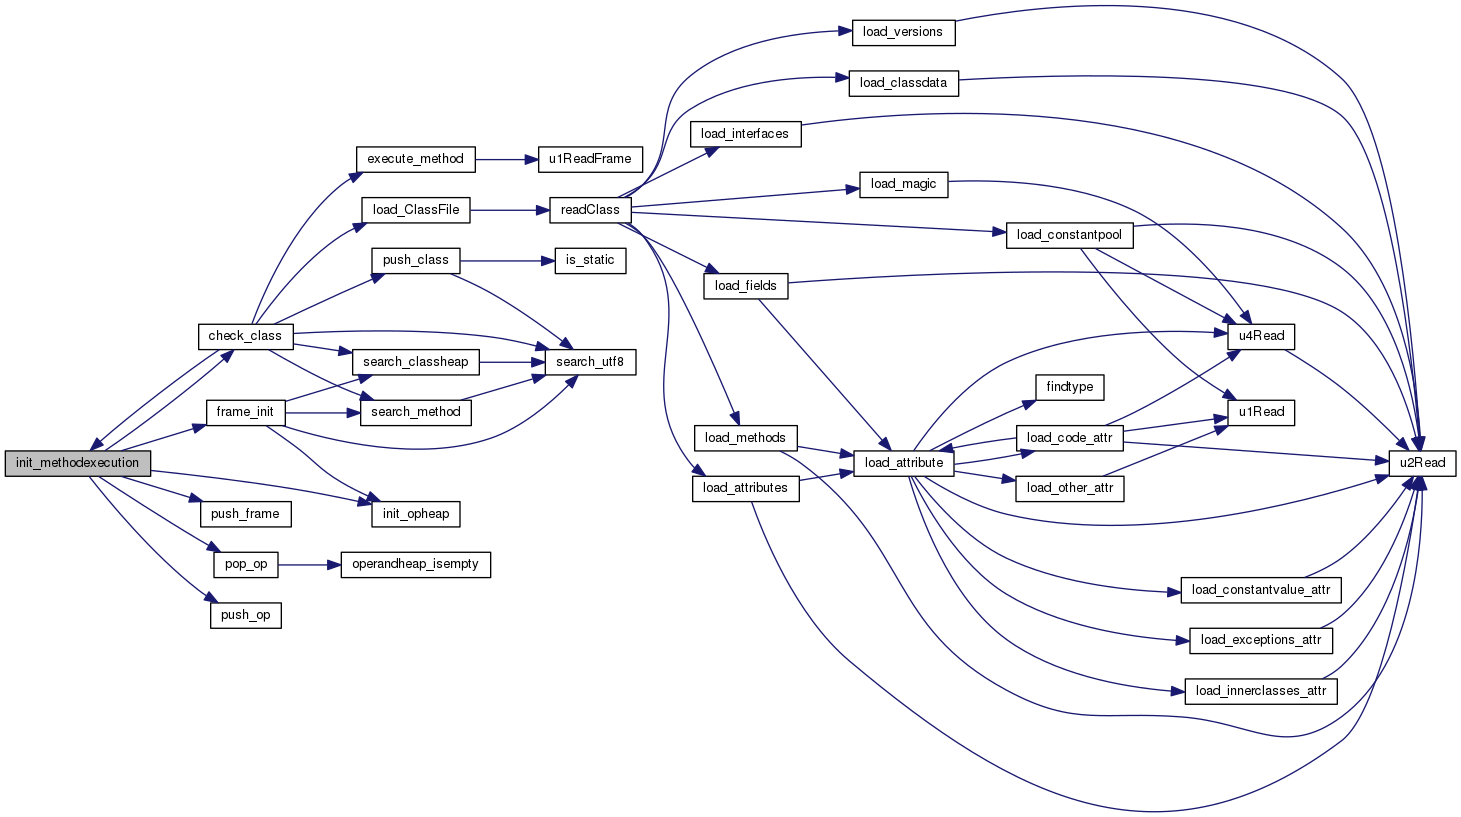 load_versions
load_classdata
load_interfaces
execute_method
u1ReadFrame
load_magic
load_ClassFile
readClass
load_constantpool
push_class
is_static
load_fields
check_class
u4Read
search_classheap
search_utf8
findtype
frame_init
search_method
u1Read
load_methods
load_code_attr
init_methodexecution
load_attribute
u2Read
load_attributes
load_other_attr
push_frame
init_opheap
pop_op
operandheap_isempty
load_constantvalue_attr
push_op
load_exceptions_attr
load_innerclasses_attr